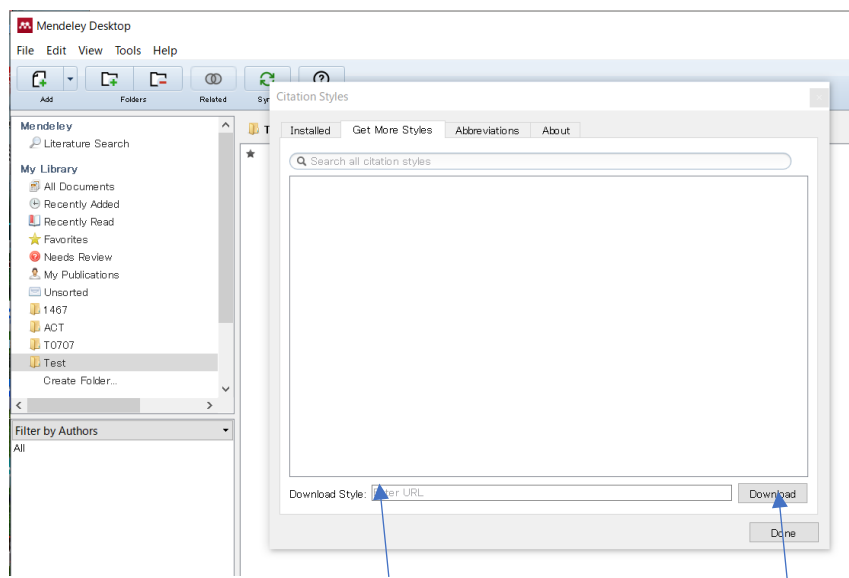 Mendeley Desktop
File Edit View Tools Help
Add Folders Related
Mendeley
Literature Search
My Library
All Documents
Recently Added
Recently Read
Favorites
Needs Review
My Publications
Unsorted
1467
ACT
T0707
Test
Create Folder...
Filter by Authors
All
Citation Styles
Installed Get More Styles Abbreviations About
Search all citation styles
Download Style: Enter URL Download
Done